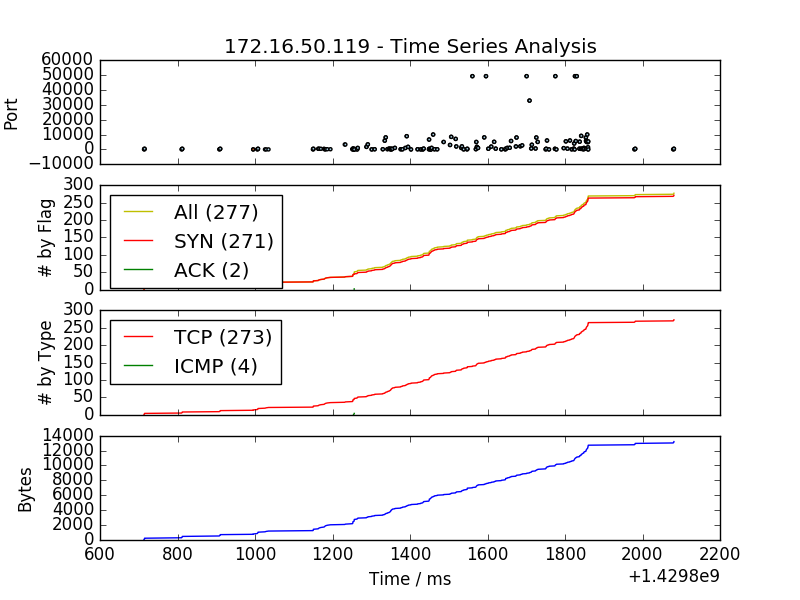 172.16.50.119 - Time Series Analysis
60000
50000
40000
30000
20000
10000
0
−10000
Port
300
250
200
150
100
50
0
# by Flag
All (277)
SYN (271)
ACK (2)
300
250
200
150
100
50
0
# by Type
TCP (273)
ICMP (4)
14000
12000
10000
8000
6000
4000
2000
0
Bytes
600 800 1000 1200 1400 1600 1800 2000 2200
Time / ms
+1.4298e9